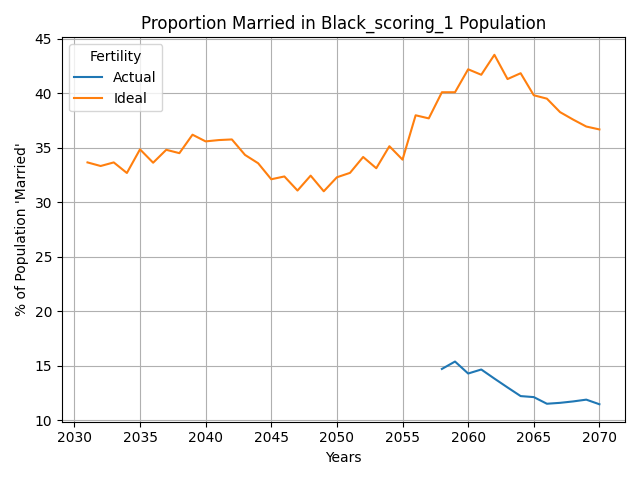 Proportion Married in Black_scoring_1 Population
% of Population 'Married'
45
40
35
30
25
20
15
10
Fertility
Actual
Ideal
2030 2035 2040 2045 2050 2055 2060 2065 2070
Years